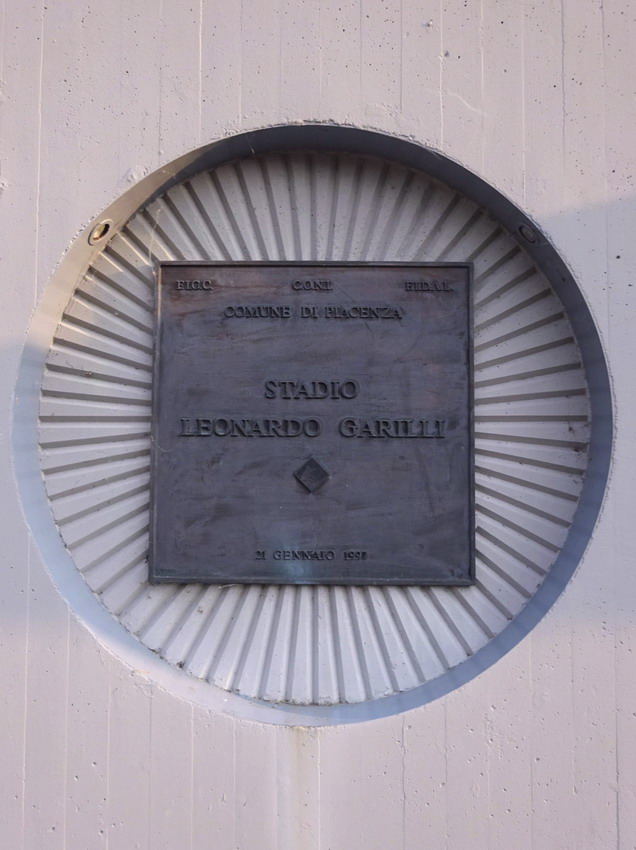 F.I.G.C. C.O.N.I. F.I.D.A.L.
COMUNE DI PIACENZA
STADIO
LEONARDO GARILLI
21 GENNAIO 1997